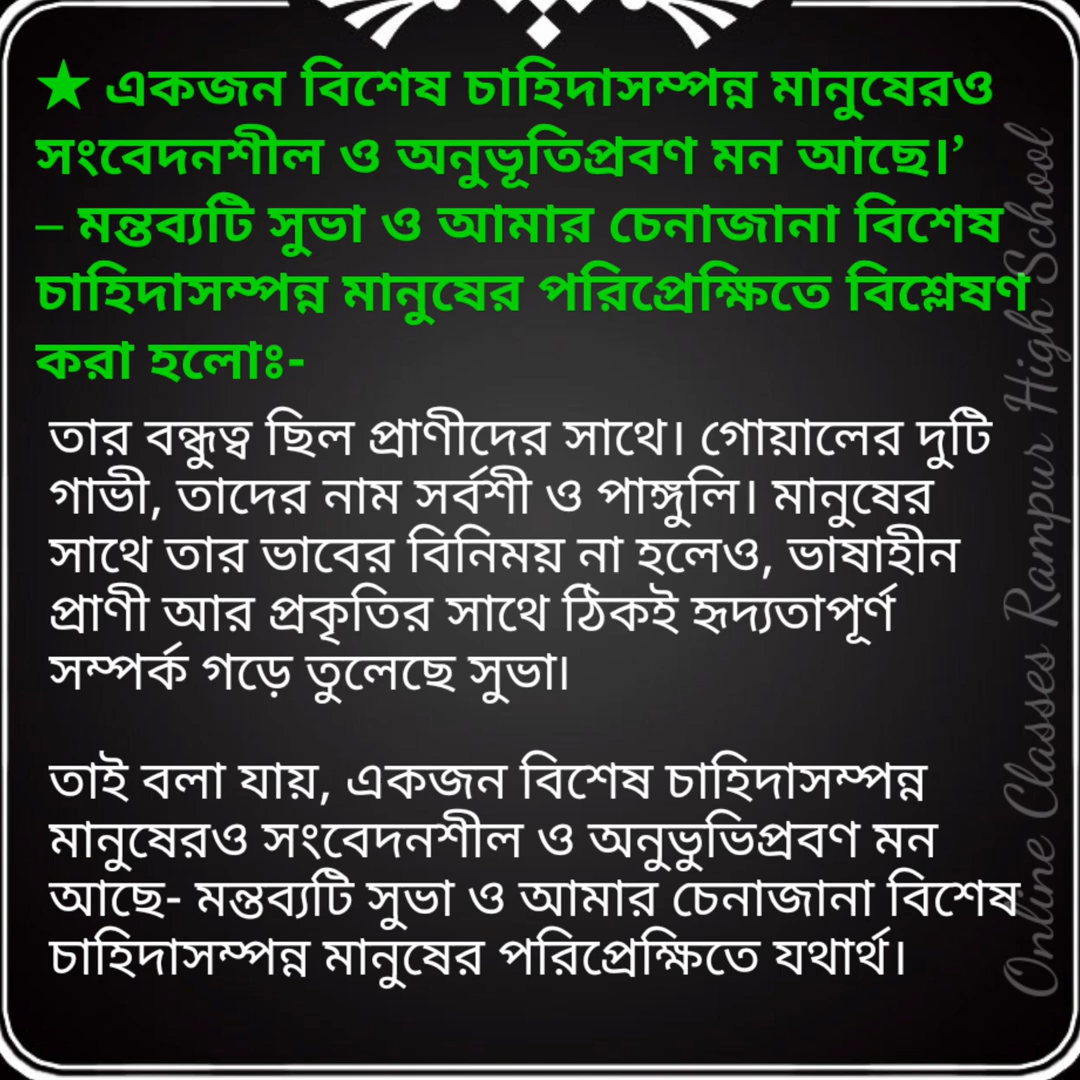 ★ একজন বিশেষ চাহিদাসম্পন্ন মানুষেরও
সংবেদনশীল ও অনুভূতিপ্রবণ মন আছে।’
– মন্তব্যটি সুভা ও আমার চেনাজানা বিশেষ
চাহিদাসম্পন্ন মানুষের পরিপ্রেক্ষিতে বিশ্লেষণ
করা হলোঃ-
তার বন্ধুত্ব ছিল প্রাণীদের সাথে। গোয়ালের দুটি
গাভী, তাদের নাম সর্বশী ও পাঙ্গুলি। মানুষের
সাথে তার ভাবের বিনিময় না হলেও, ভাষাহীন
প্রাণী আর প্রকৃতির সাথে ঠিকই হৃদ্যতাপূর্ণ
সম্পর্ক গড়ে তুলেছে সুভা।
তাই বলা যায়, একজন বিশেষ চাহিদাসম্পন্ন
মানুষেরও সংবেদনশীল ও অনুভুভিপ্রবণ মন
আছে- মন্তব্যটি সুভা ও আমার চেনাজানা বিশেষ
চাহিদাসম্পন্ন মানুষের পরিপ্রেক্ষিতে যথার্থ।
Online Classes Rampur High School